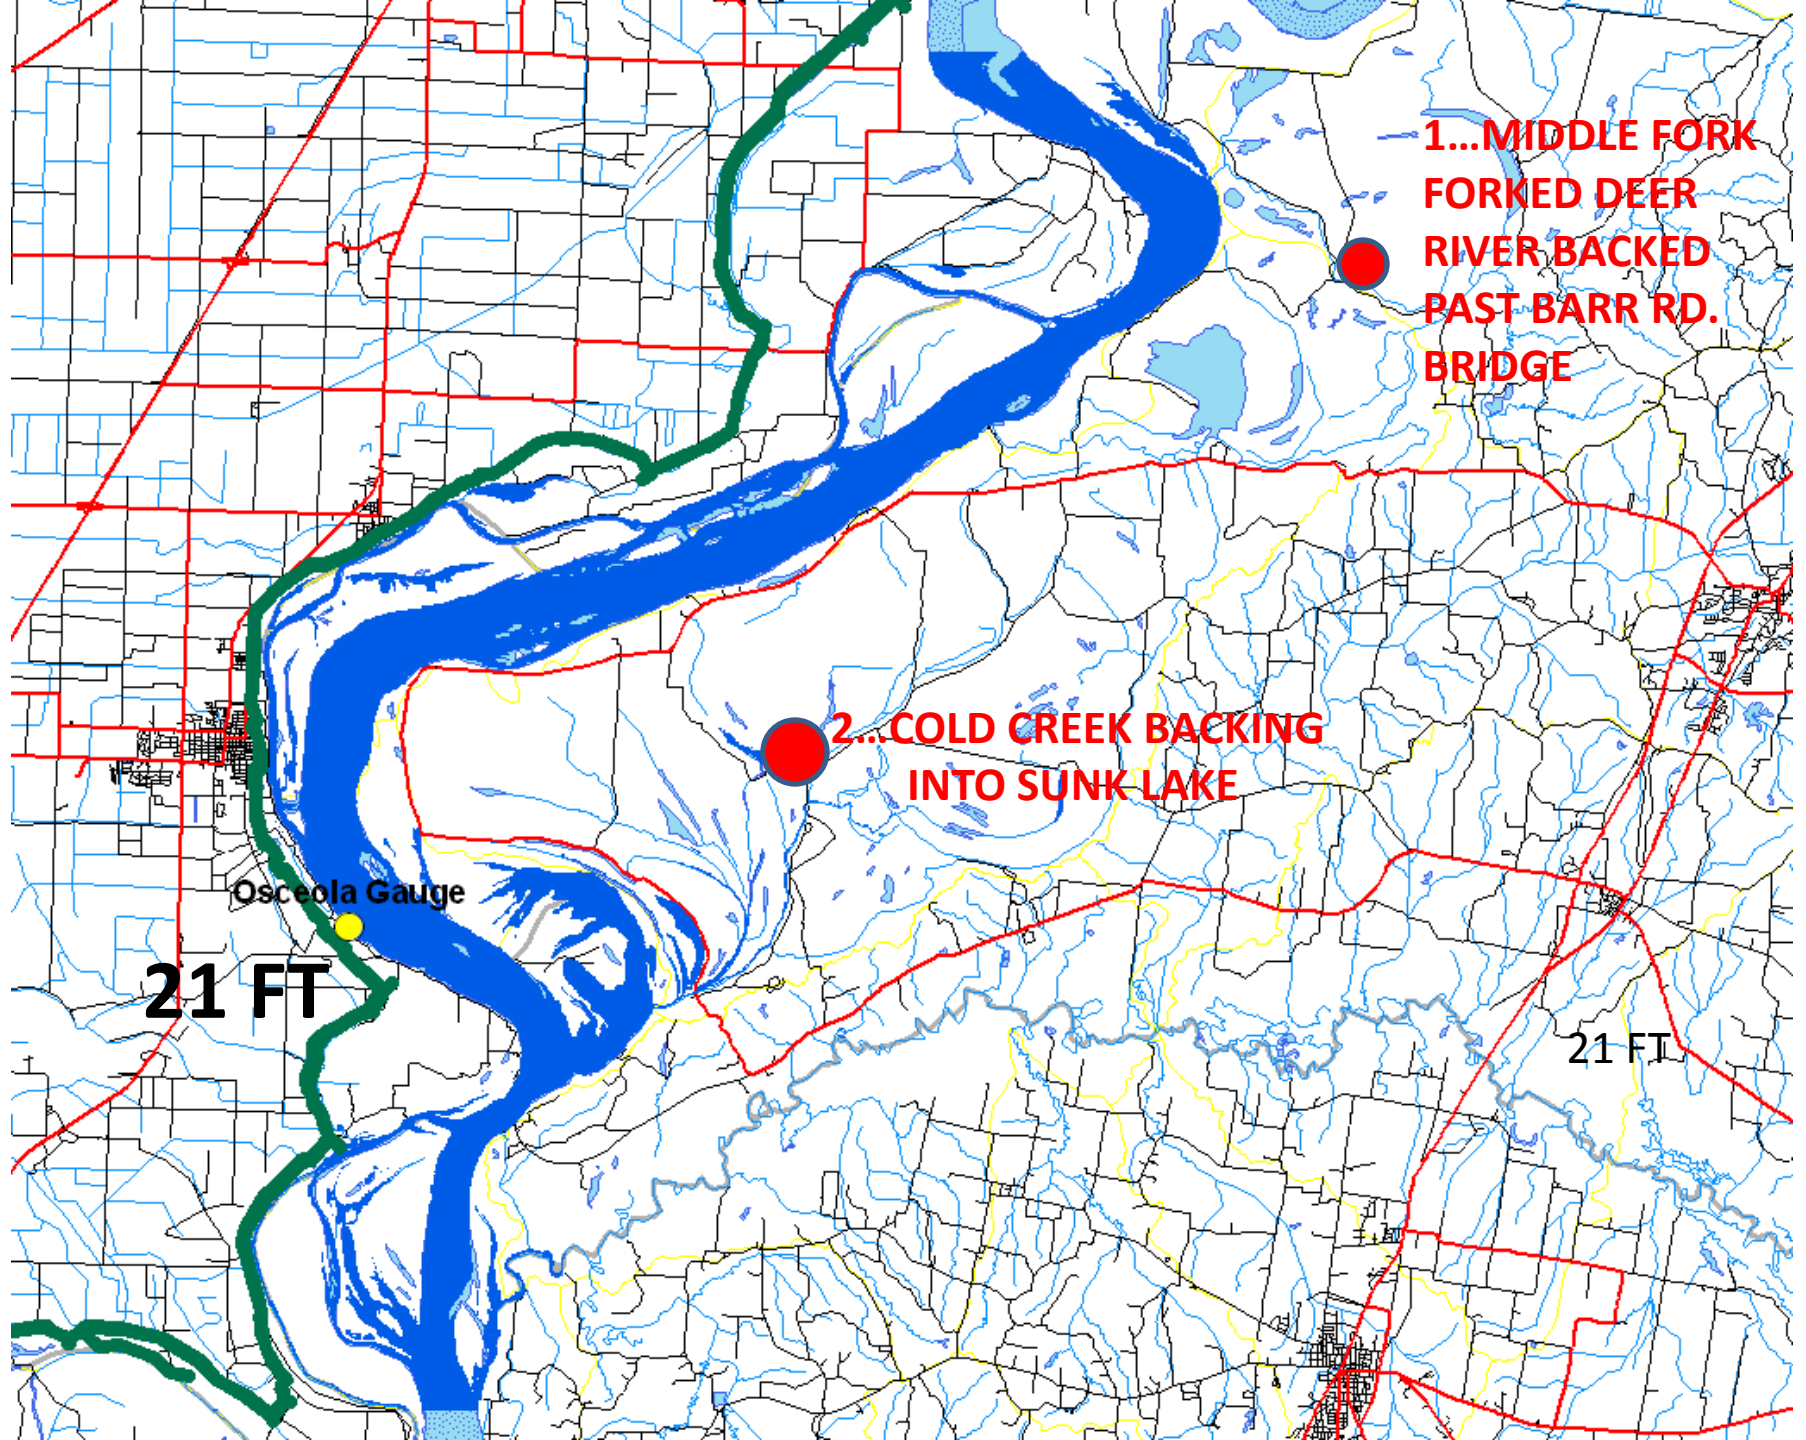 1...MIDDLE FORK
FORKED DEER
RIVER BACKED
PAST BARR RD.
BRIDGE
2...COLD CREEK BACKING
INTO SUNK LAKE
Osceola Gauge
21 FT
21 FT